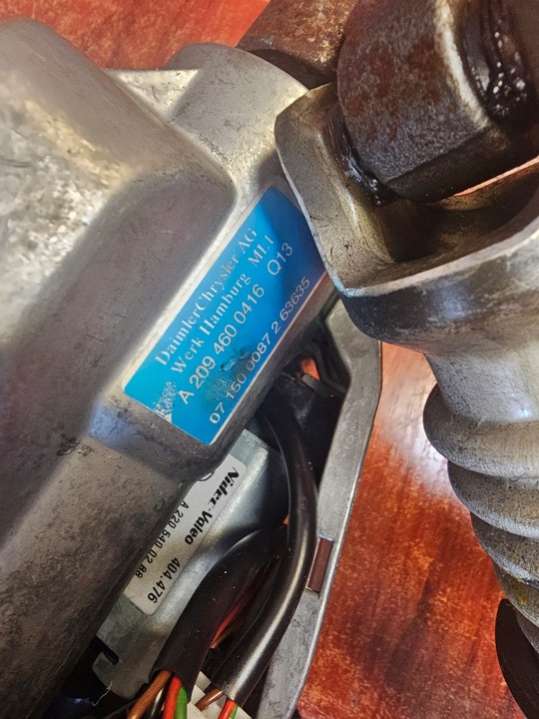 DaimlerChrysler AG
Werk Hamburg ML1
A 209 460 0416 Q13
07 150 0087 2 63635
Nidec Valeo
A 220 540 02 88 404.476